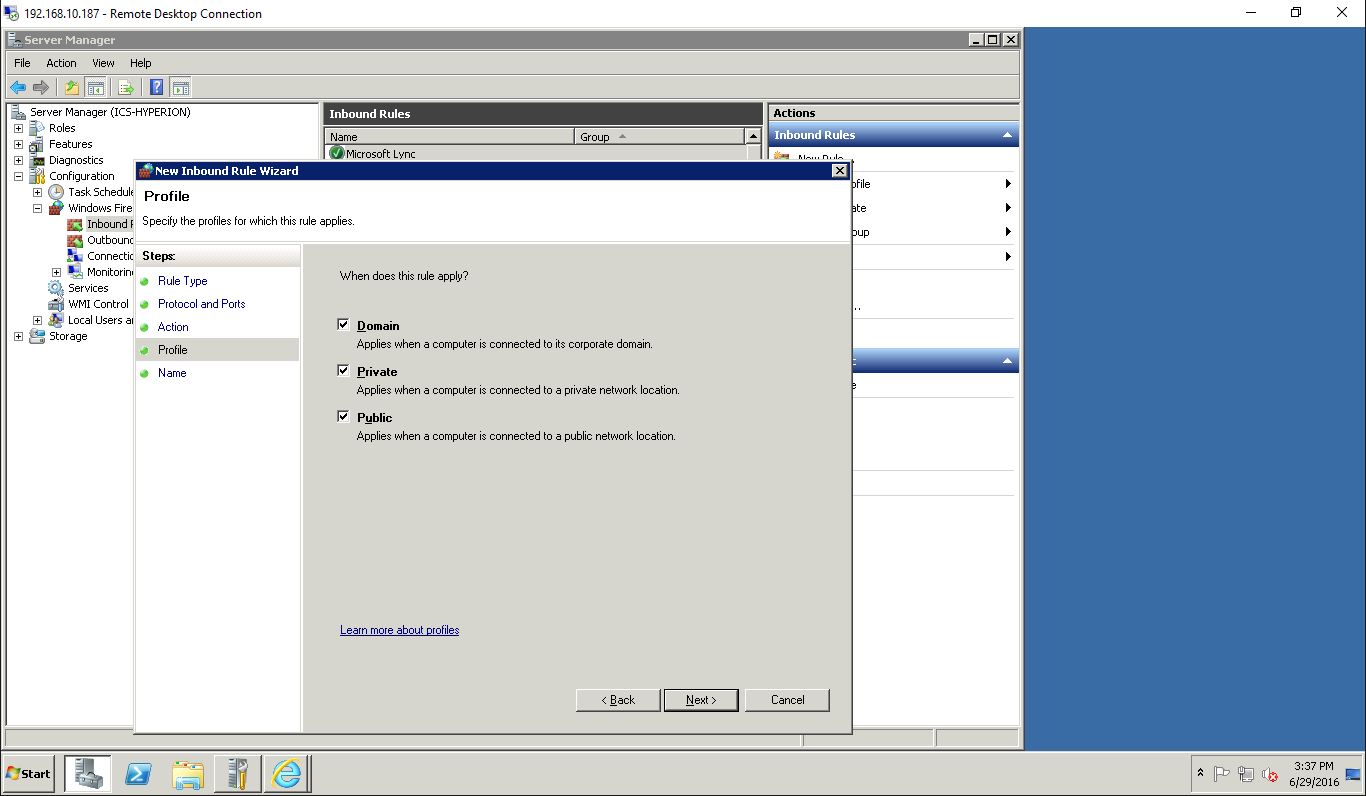 192.168.10.187 - Remote Desktop Connection
Server Manager
File Action View Help
Server Manager (ICS-HYPERION)
Roles
Features
Diagnostics
Configuration
Task Schedule
Windows Fire
Inbound
Outbound
Connectio
Monitoring
Services
WMI Control
Local Users a
Storage
Inbound Rules
Name Group
Microsoft Lync
Actions
Inbound Rules
New Rule...
ofile
ate
oup
..
e
New Inbound Rule Wizard
Profile
Specify the profiles for which this rule applies.
Steps:
Rule Type
Protocol and Ports
Action
Profile
Name
When does this rule apply?
Domain
Applies when a computer is connected to its corporate domain.
Private
Applies when a computer is connected to a private network location.
Public
Applies when a computer is connected to a public network location.
Learn more about profiles
< Back Next > Cancel
Start
3:37 PM
6/29/2016